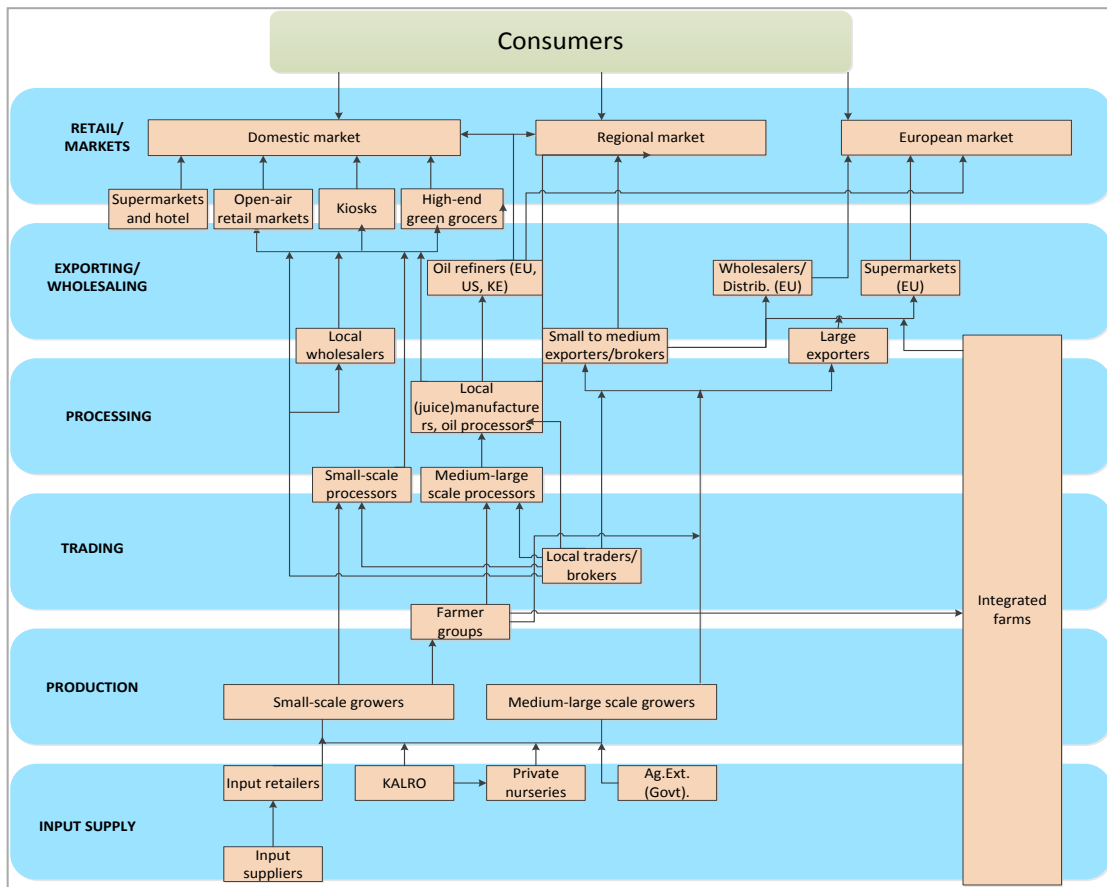 Consumers
RETAIL/
MARKETS
Domestic market
Regional market
European market
Supermarkets
and hotel
Open-air
retail markets
Kiosks
High-end
green grocers
EXPORTING/
WHOLESALING
Oil refiners (EU,
US, KE)
Wholesalers/
Distrib. (EU)
Supermarkets
(EU)
Local
wholesalers
Small to medium
exporters/brokers
Large
exporters
PROCESSING
Local
(juice)manufacture
rs, oil processors
Small-scale
processors
Medium-large
scale processors
TRADING
Local traders/
brokers
Farmer
groups
Integrated
farms
PRODUCTION
Small-scale growers
Medium-large scale growers
Input retailers
KALRO
Private
nurseries
Ag.Ext.
(Govt).
INPUT SUPPLY
Input
suppliers